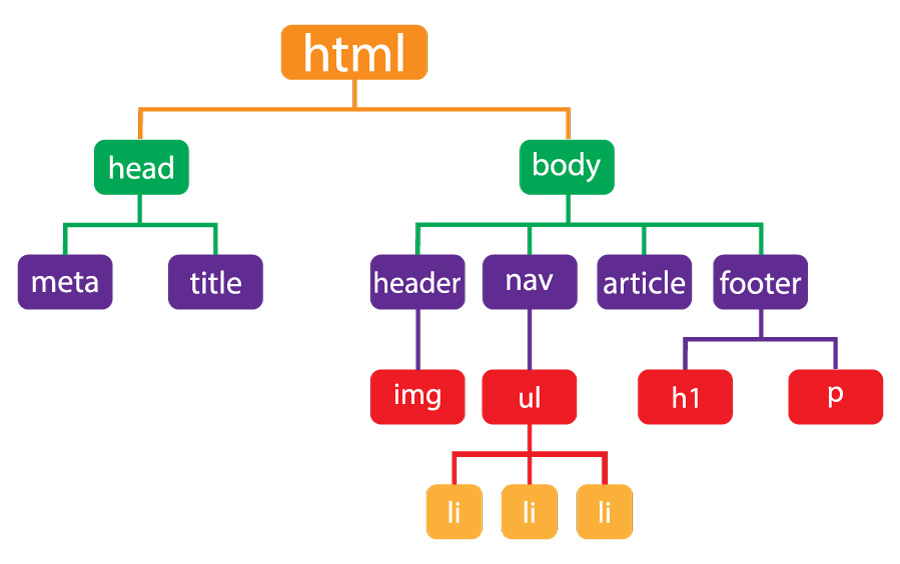 html
head
body
meta
title
header
nav
article
footer
img
ul
h1
p
li
li
li